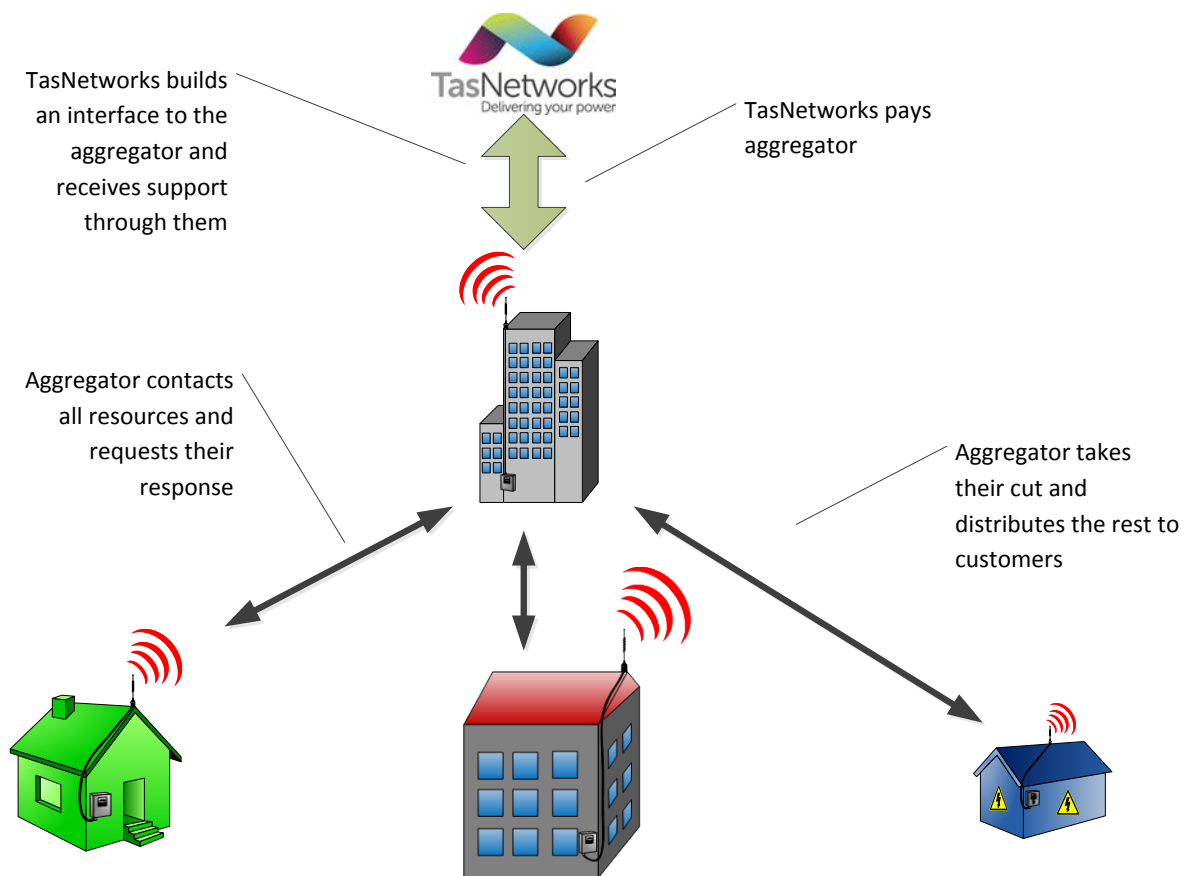 TasNetworks
Delivering your power
TasNetworks builds
an interface to the
aggregator and
receives support
through them
TasNetworks pays
aggregator
Aggregator contacts
all resources and
requests their
response
Aggregator takes
their cut and
distributes the rest to
customers